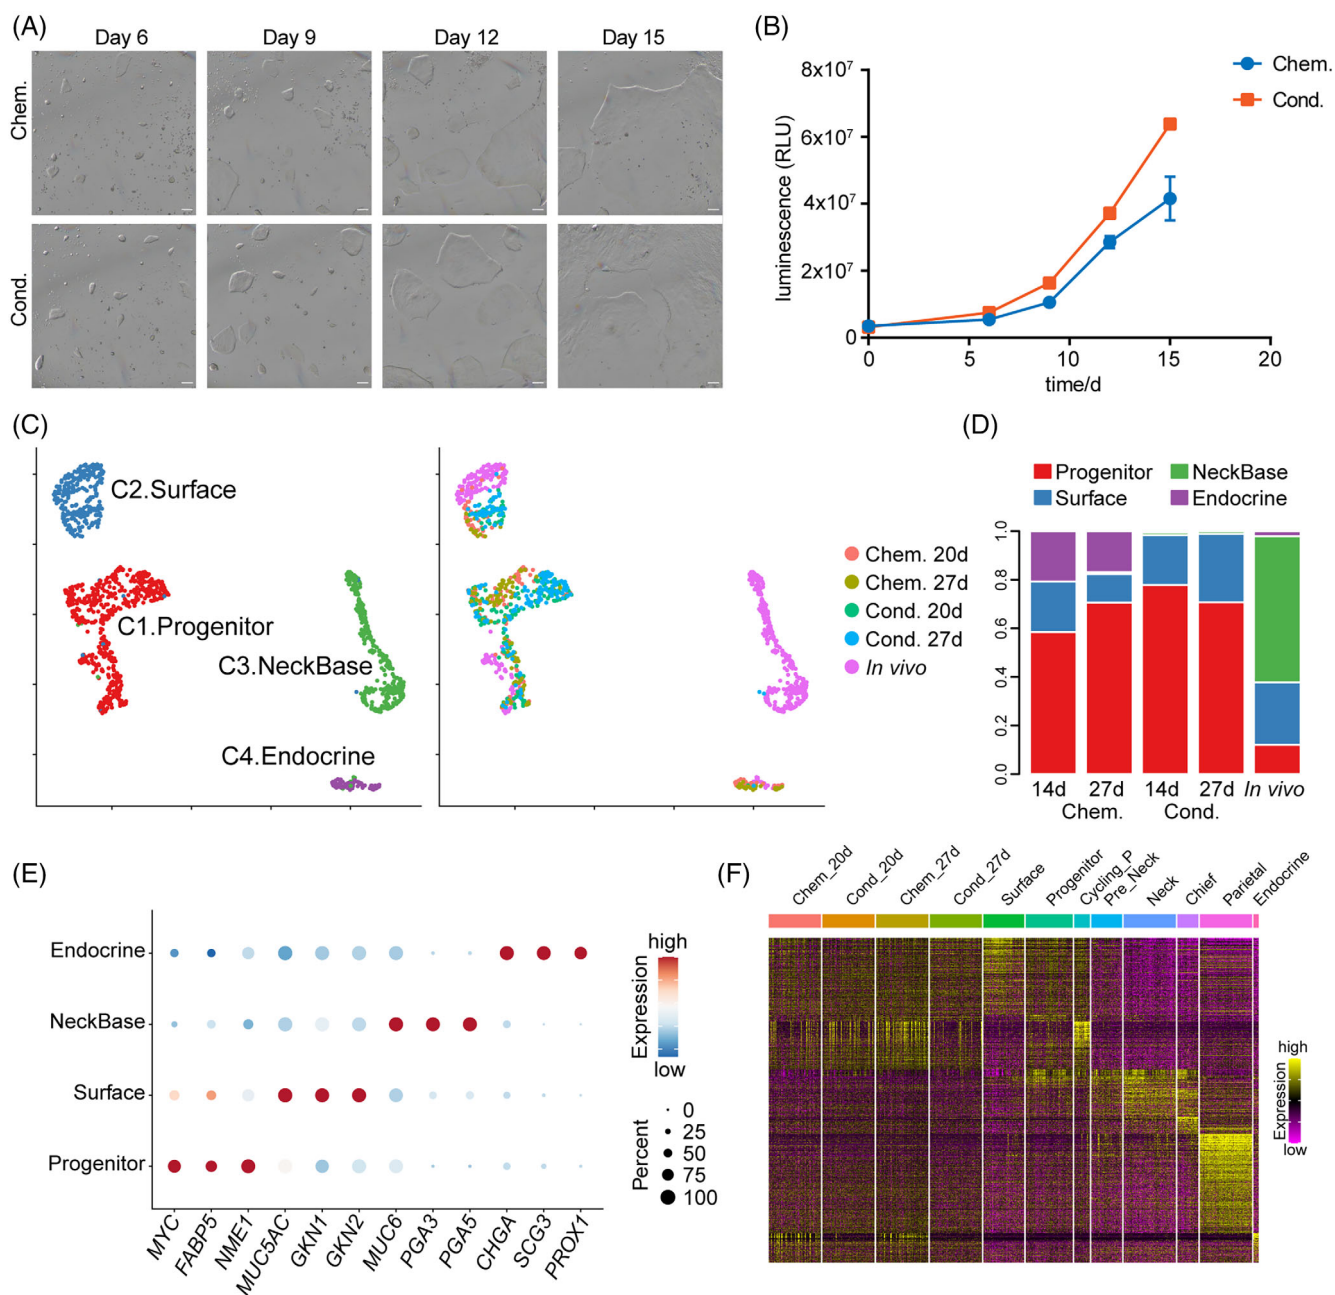 (A)
Day 6 Day 9 Day 12 Day 15
Chem.
Cond.
(B)
Chem.
Cond.
8x10⁷
6x10⁷
4x10⁷
2x10⁷
0
luminescence (RLU)
0 5 10 15 20
time/d
(C)
C2.Surface
C1.Progenitor
C3.NeckBase
C4.Endocrine
Chem. 20d
Chem. 27d
Cond. 20d
Cond. 27d
In vivo
(D)
Progenitor NeckBase
Surface Endocrine
1.0
0.8
0.6
0.4
0.2
0.0
14d 27d 14d 27d In vivo
Chem. Cond.
(E)
Endocrine
NeckBase
Surface
Progenitor
MYC
FABP5
NME1
MUC5AC
GKN1
GKN2
MUC6
PGA3
PGA5
CHGA
SCG3
PROX1
high
Expression
low
Percent
0
25
50
75
100
(F)
Chem_20d
Cond_20d
Chem_27d
Cond_27d
Surface
Progenitor
Cycling_P
Pre_Neck
Neck
Chief
Parietal
Endocrine
high
Expression
low